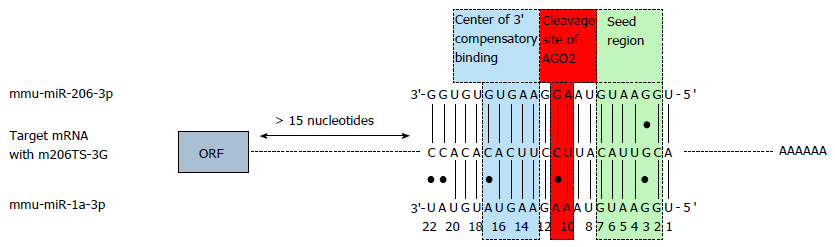 Center of 3'
compensatory
binding
Cleavage
site of
AGO2
Seed
region
mmu-miR-206-3p
3'-GGUGUGUGAAGGAAUGUAAGGU-5'
> 15 nucleotides
Target mRNA
with m206TS-3G
ORF
CCACACACUUCCUUACAUUGCA
AAAAAA
mmu-miR-1a-3p
3'-UAUGUAUGAAGAAAUGUAAGGU-5'
22 20 18 16 14 12 10 8 7 6 5 4 3 2 1